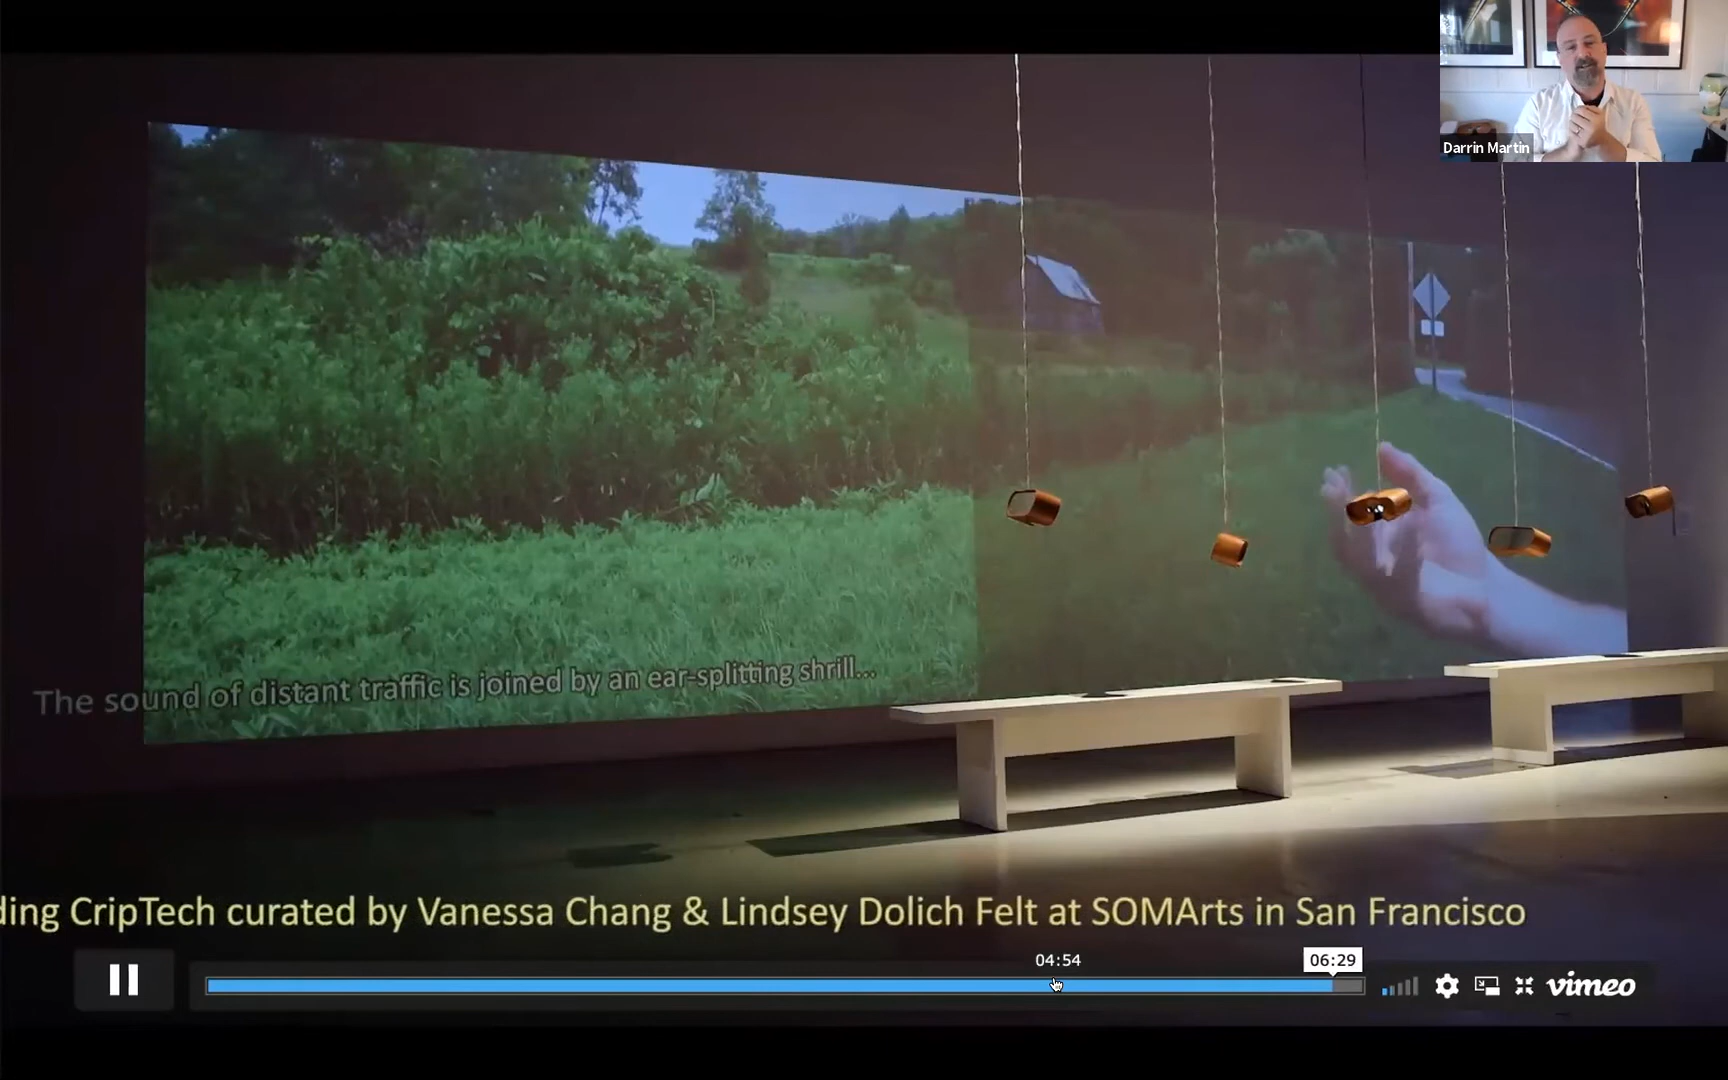 Darrin Martin
The sound of distant traffic is joined by an ear-splitting shrill...
ding CripTech curated by Vanessa Chang & Lindsey Dolich Felt at SOMArts in San Francisco
04:54
06:29
vimeo